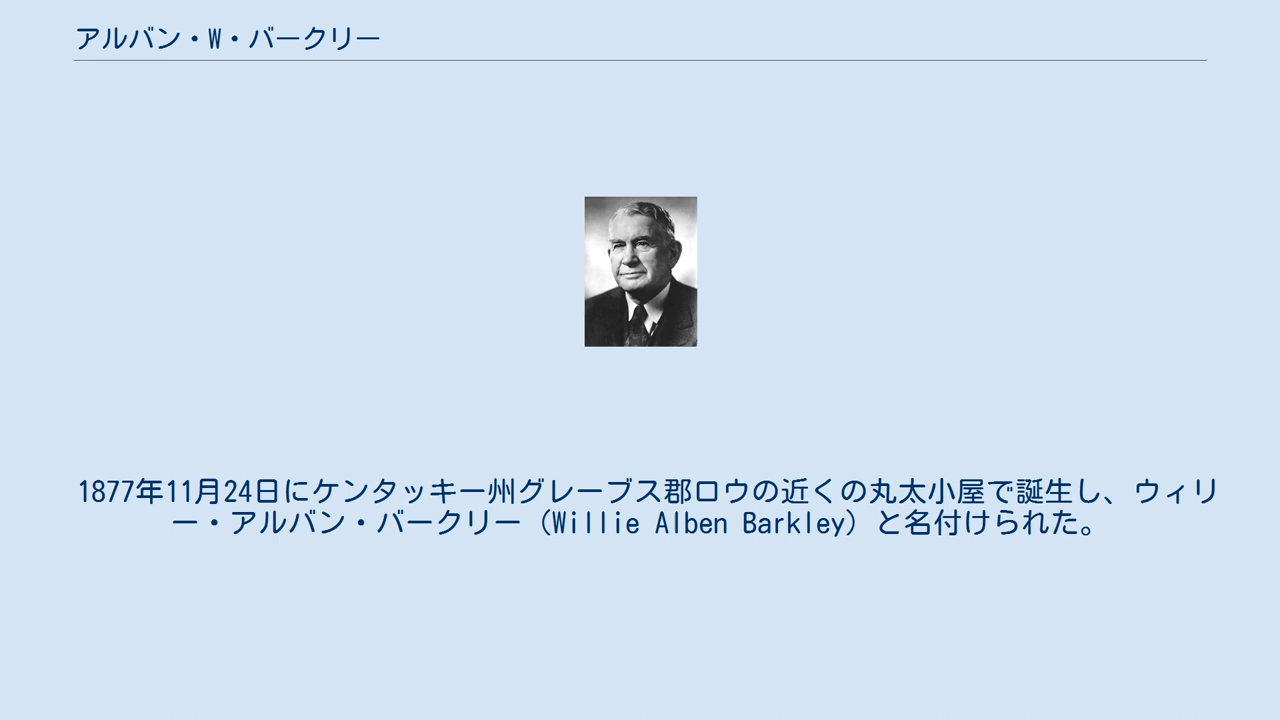 アルバン・W・バークリー
1877年11月24日にケンタッキー州グレーブス郡ロウの近くの丸太小屋で誕生し、ウィリ
ー・アルバン・バークリー（Willie Alben Barkley）と名付けられた。